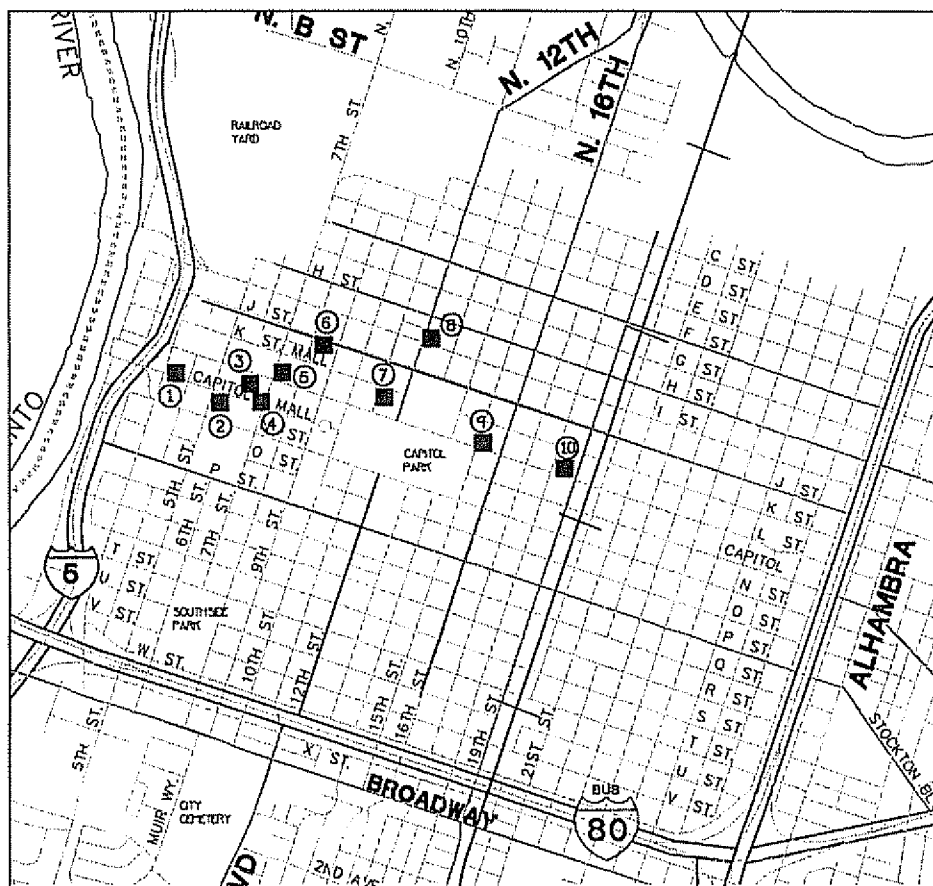 RIVER
N. B ST
N.
N. 10TH
N. 12TH
N. 16TH
RAILROAD
YARD
7TH ST
H ST.
J ST.
K ST. MALL
CAPITOL MALL
1
2
3
4
5
6
7
8
9
10
C ST.
D ST.
E ST.
F ST.
G ST.
H ST.
I ST.
NTO
CAPITOL
PARK
O ST.
P ST.
5TH ST.
6TH ST.
7TH ST.
9TH ST.
10TH ST.
12TH ST.
15TH ST.
16TH ST.
19TH ST.
21ST ST.
J ST.
K ST.
L ST.
CAPITOL
N ST.
O ST.
P ST.
Q ST.
R ST.
S ST.
T ST.
U ST.
V ST.
ALHAMBRA
STOCKTON BL
T ST.
U ST.
V ST.
W ST.
SOUTHSIDE
PARK
X ST.
BROADWAY
BUS
80
5TH ST.
MUIR WY.
CITY
CEMETERY
VD
2ND AVE